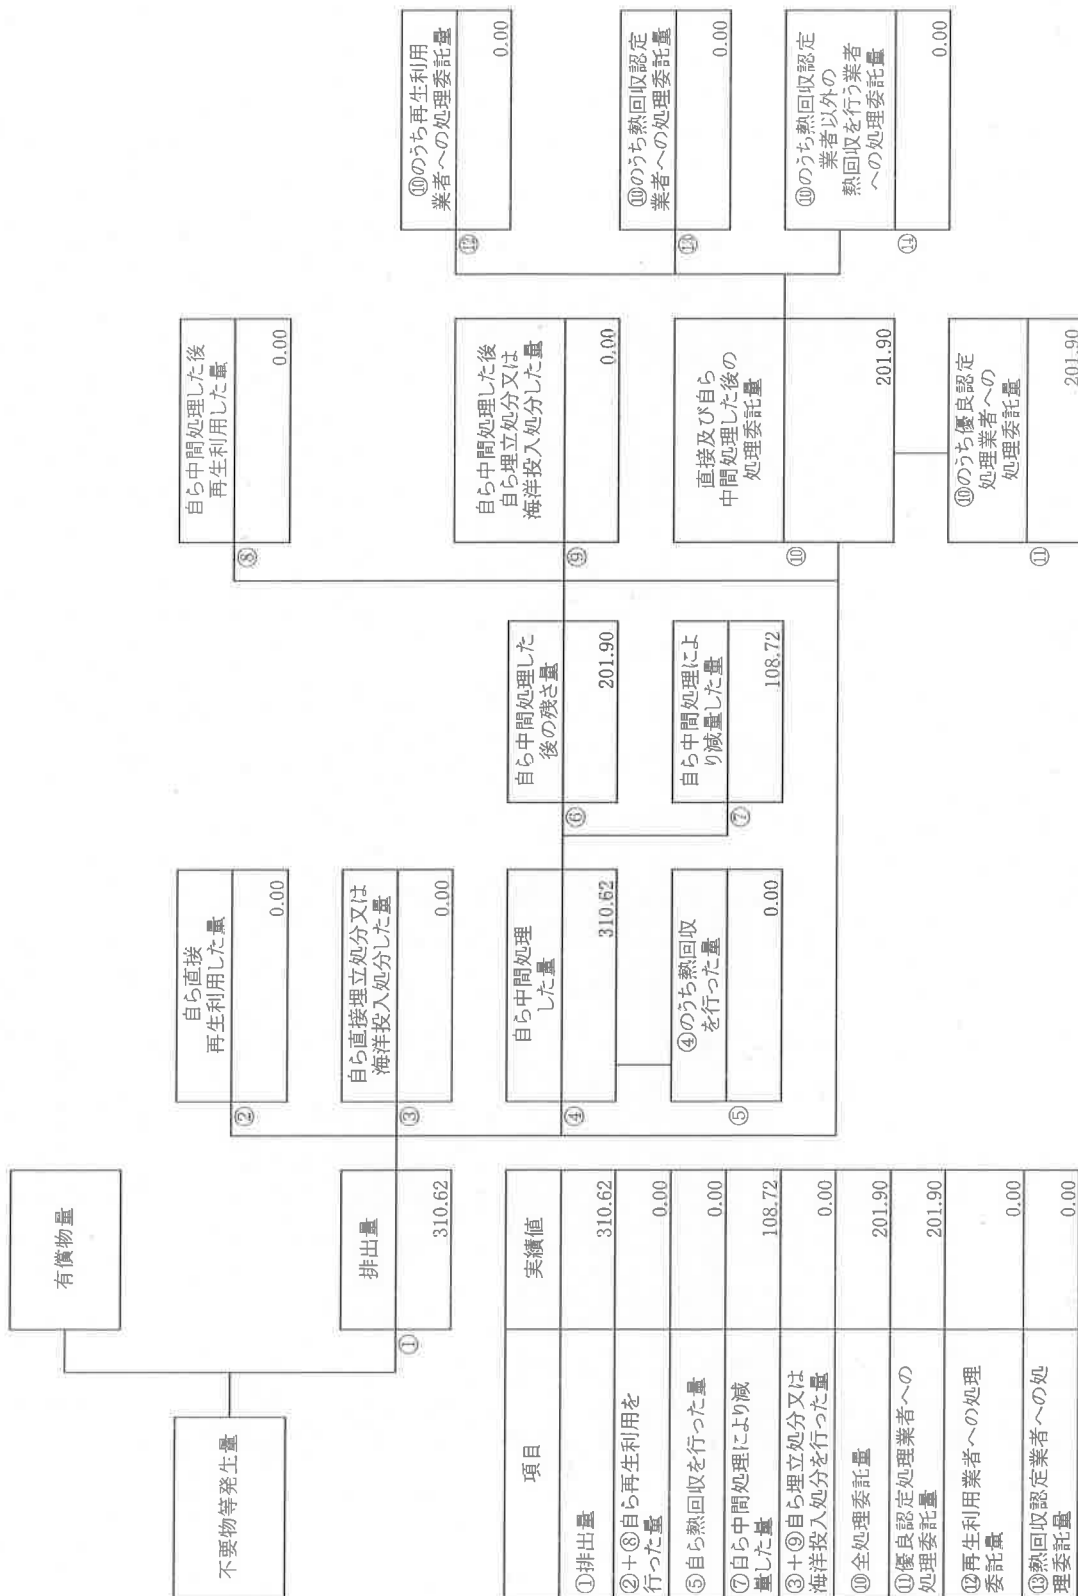 不要物等発生量
有償物量
排出量
①
310.62
自ら直接
再生利用した量
②
0.00
自ら直接埋立処分又は
海洋投入処分した量
③
0.00
自ら中間処理
した量
④
310.62
④のうち熱回収
を行った量
⑤
0.00
自ら中間処理した
後の残さ量
⑥
201.90
自ら中間処理によ
り減量した量
⑦
108.72
自ら中間処理した後
再生利用した量
⑧
0.00
自ら中間処理した後
自ら埋立処分又は
海洋投入処分した量
⑨
0.00
直接及び自ら
中間処理した後の
処理委託量
⑩
201.90
⑩のうち優良認定
処理業者への
処理委託量
⑪
201.90
⑩のうち再生利用
業者への処理委託量
⑫
0.00
⑩のうち熱回収認定
業者への処理委託量
⑬
0.00
⑩のうち熱回収認定
業者以外の
熱回収を行う業者
への処理委託量
⑭
0.00
項目
実績値
①排出量
310.62
②+⑧自ら再生利用を
行った量
0.00
⑤自ら熱回収を行った量
0.00
⑦自ら中間処理により減
量した量
108.72
③+⑨自ら埋立処分又は
海洋投入処分を行った量
0.00
⑩全処理委託量
201.90
⑪優良認定処理業者への
処理委託量
201.90
⑫再生利用業者への処理
委託量
0.00
⑬熱回収認定業者への処
理委託量
0.00